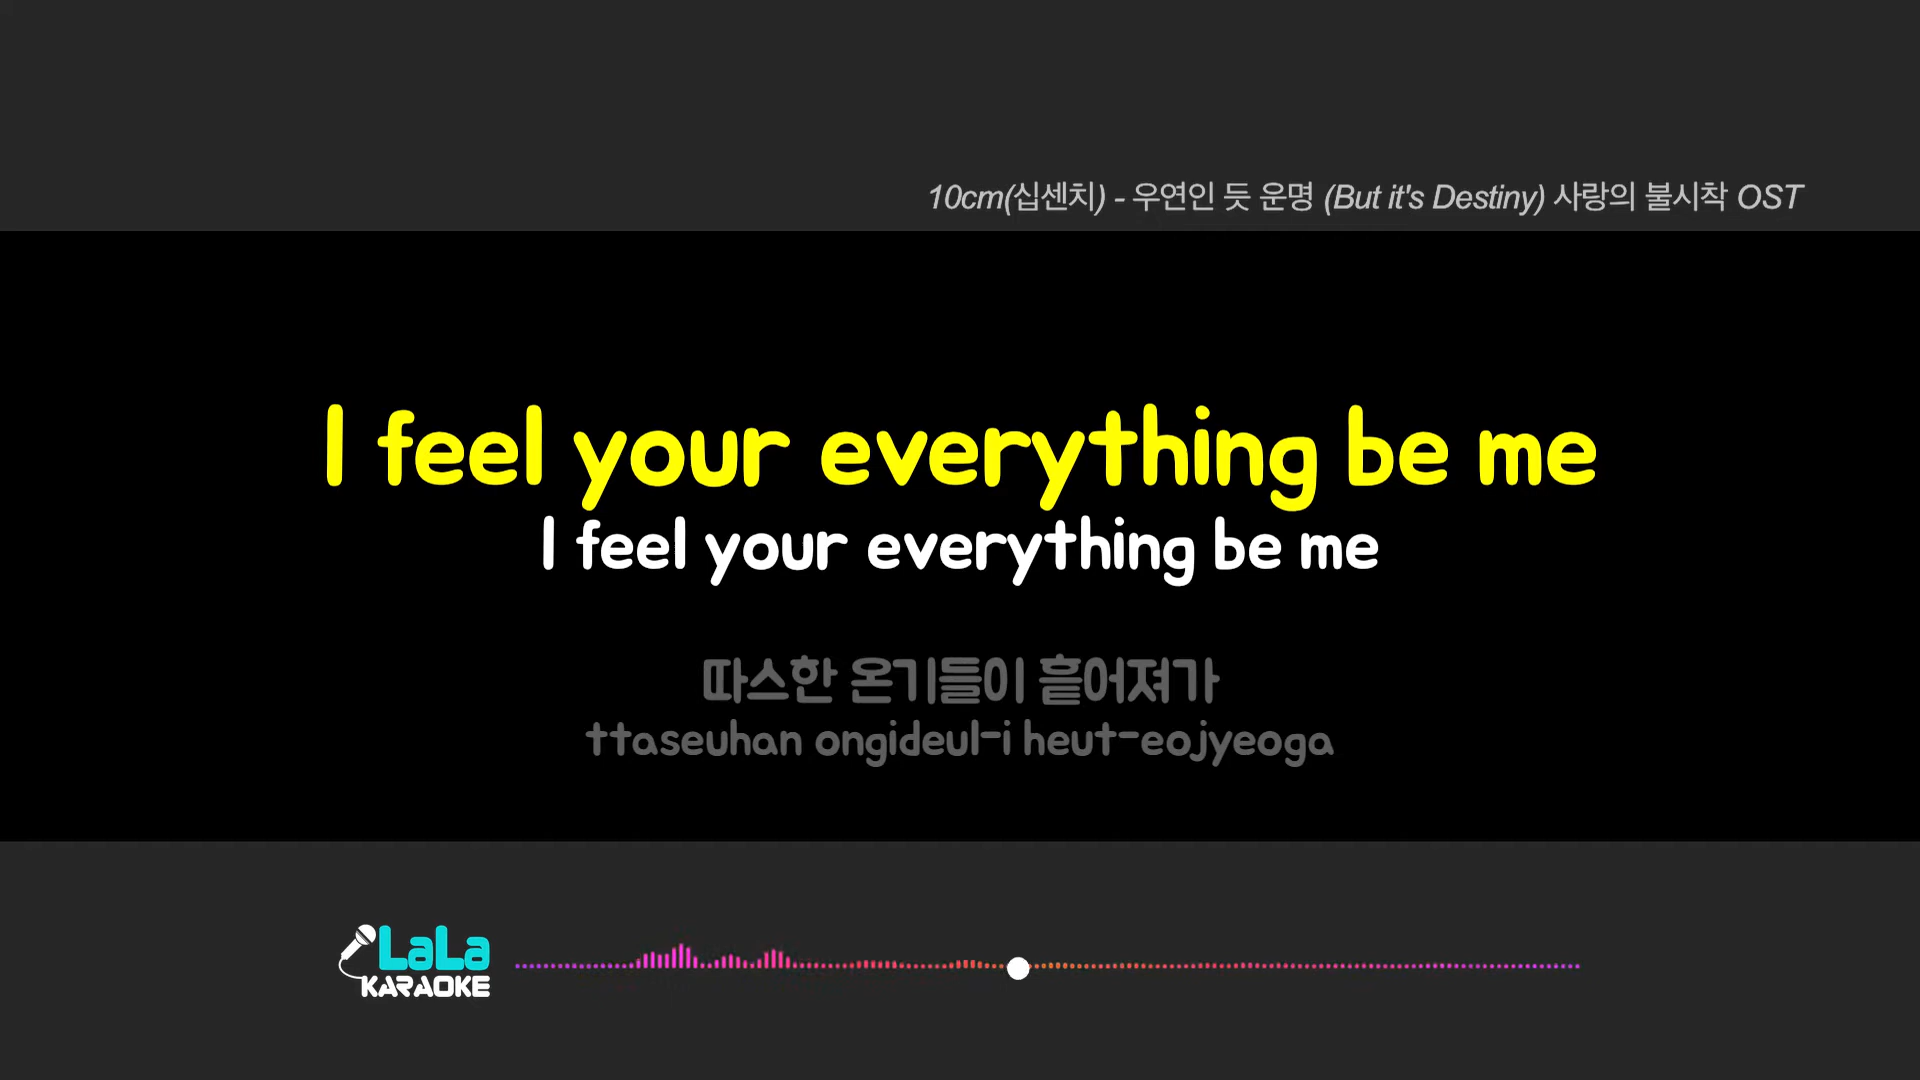 10cm(십센치) - 우연인 듯 운명 (But it's Destiny) 사랑의 불시착 OST
I feel your everything be me
I feel your everything be me
따스한 온기들이 흩어져가
ttaseuhan ongideul-i heut-eojyeoga
LaLa
KARAOKE